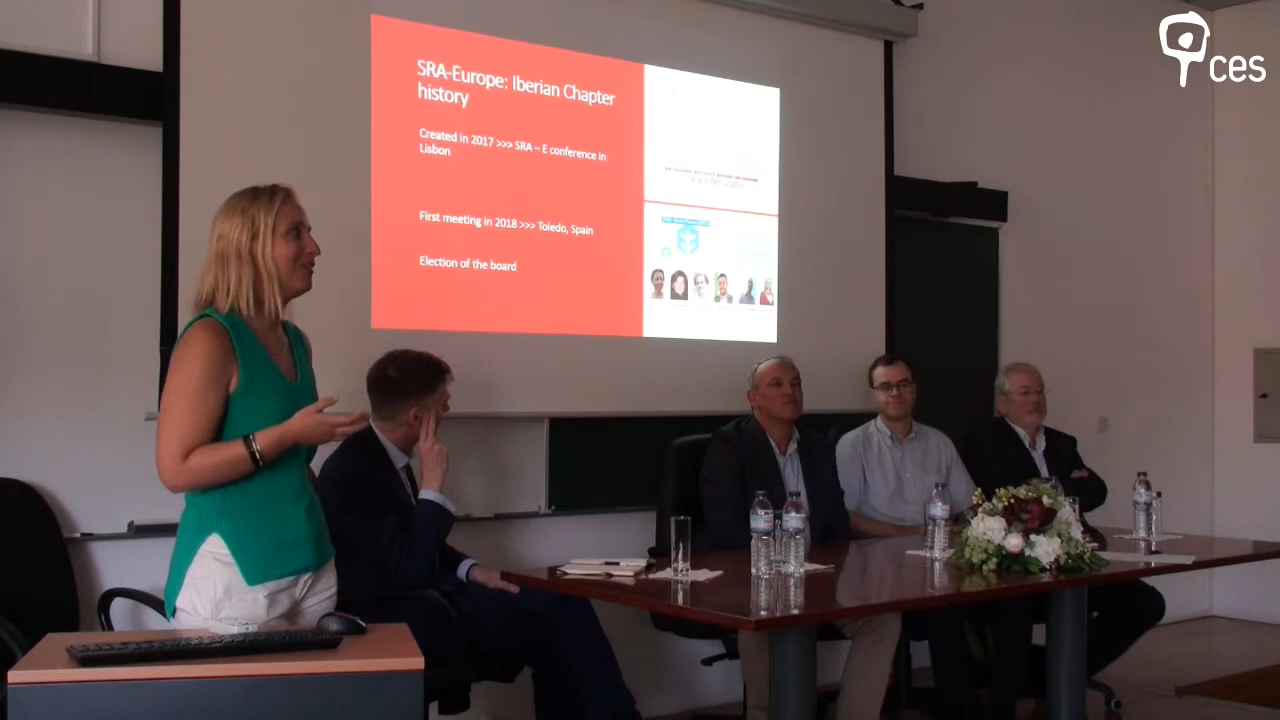 ces
SRA-Europe: Iberian Chapter
history
Created in 2017 >>> SRA – E conference in
Lisbon
First meeting in 2018 >>> Toledo, Spain
Election of the board